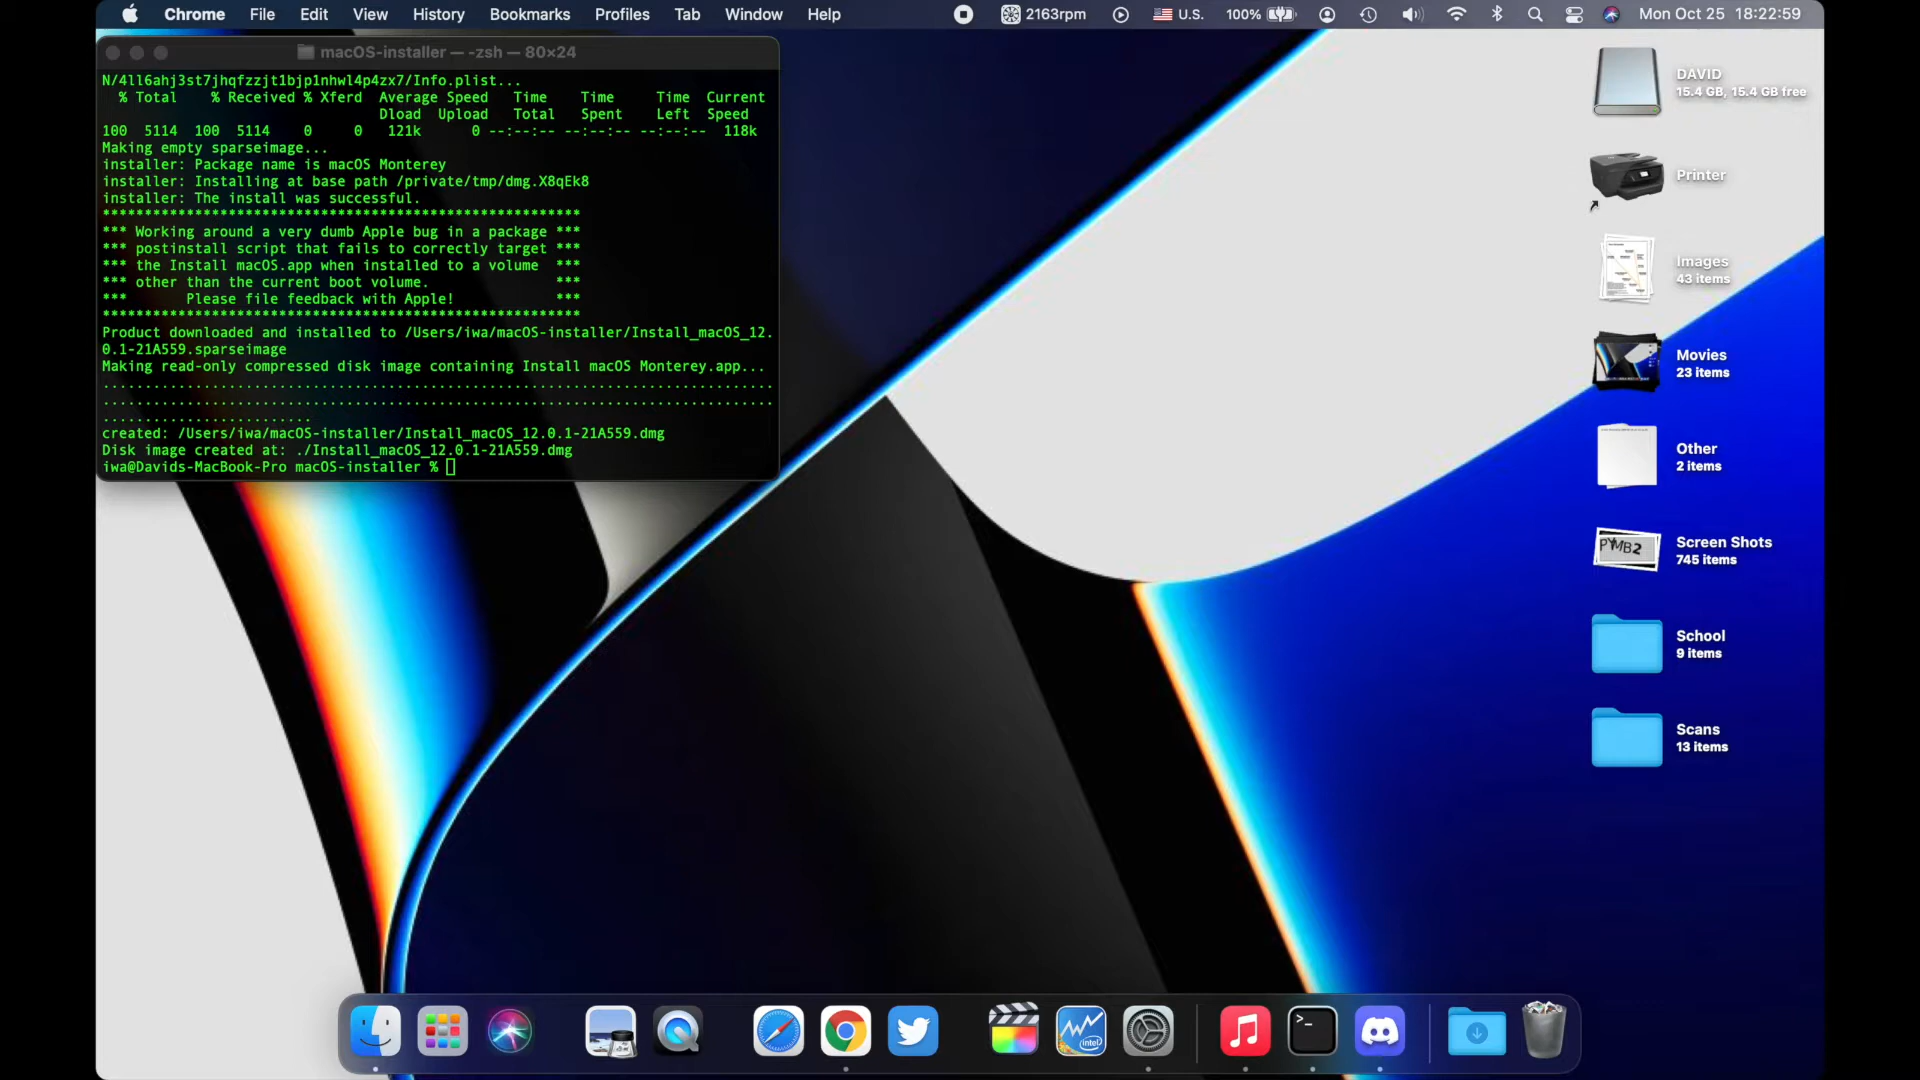 Chrome File Edit View History Bookmarks Profiles Tab Window Help 2163rpm U.S. 100% Mon Oct 25 18:22:59
macOS-installer — -zsh — 80×24
N/4ll6ahj3st7jhqfzzjt1bjp1nhwl4p4zx7/Info.plist...
% Total % Received % Xferd Average Speed Time Time Time Current
Dload Upload Total Spent Left Speed
100 5114 100 5114 0 0 121k 0 --:--:-- --:--:-- --:--:-- 118k
Making empty sparseimage...
installer: Package name is macOS Monterey
installer: Installing at base path /private/tmp/dmg.X8qEk8
installer: The install was successful.
*********************************************************
*** Working around a very dumb Apple bug in a package ***
*** postinstall script that fails to correctly target ***
*** the Install macOS.app when installed to a volume ***
*** other than the current boot volume. ***
*** Please file feedback with Apple! ***
*********************************************************
Product downloaded and installed to /Users/iwa/macOS-installer/Install_macOS_12.
0.1-21A559.sparseimage
Making read-only compressed disk image containing Install macOS Monterey.app...
................................................................................
................................................................................
.........................
created: /Users/iwa/macOS-installer/Install_macOS_12.0.1-21A559.dmg
Disk image created at: ./Install_macOS_12.0.1-21A559.dmg
iwa@Davids-MacBook-Pro macOS-installer %
DAVID
15.4 GB, 15.4 GB free
Printer
Images
43 items
Movies
23 items
Other
2 items
PYMB2
Screen Shots
745 items
School
9 items
Scans
13 items
intel
>_